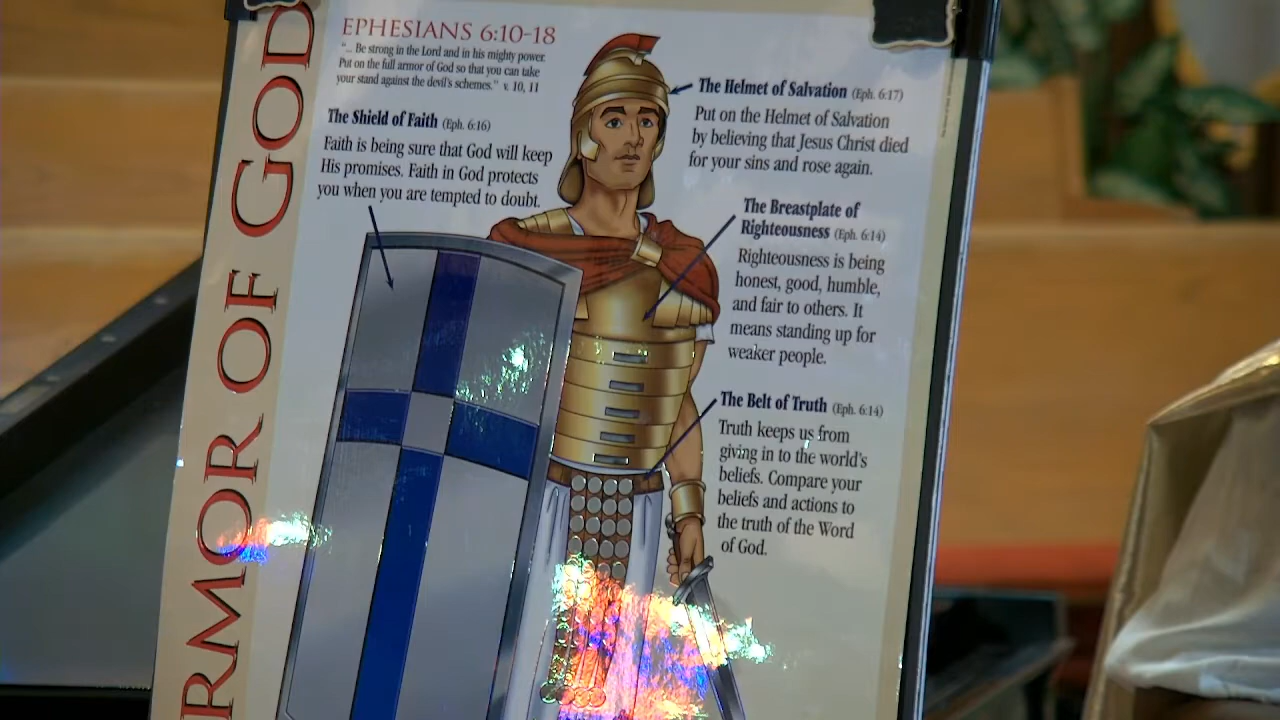 RMOR OF GOD
EPHESIANS 6:10-18
"... Be strong in the Lord and in his mighty power.
Put on the full armor of God so that you can take
your stand against the devil's schemes." v. 10, 11
The Shield of Faith (Eph. 6:16)
Faith is being sure that God will keep
His promises. Faith in God protects
you when you are tempted to doubt.
The Helmet of Salvation (Eph. 6:17)
Put on the Helmet of Salvation
by believing that Jesus Christ died
for your sins and rose again.
The Breastplate of
Righteousness (Eph. 6:14)
Righteousness is being
honest, good, humble,
and fair to others. It
means standing up for
weaker people.
The Belt of Truth (Eph. 6:14)
Truth keeps us from
giving in to the world's
beliefs. Compare your
beliefs and actions to
the truth of the Word
of God.